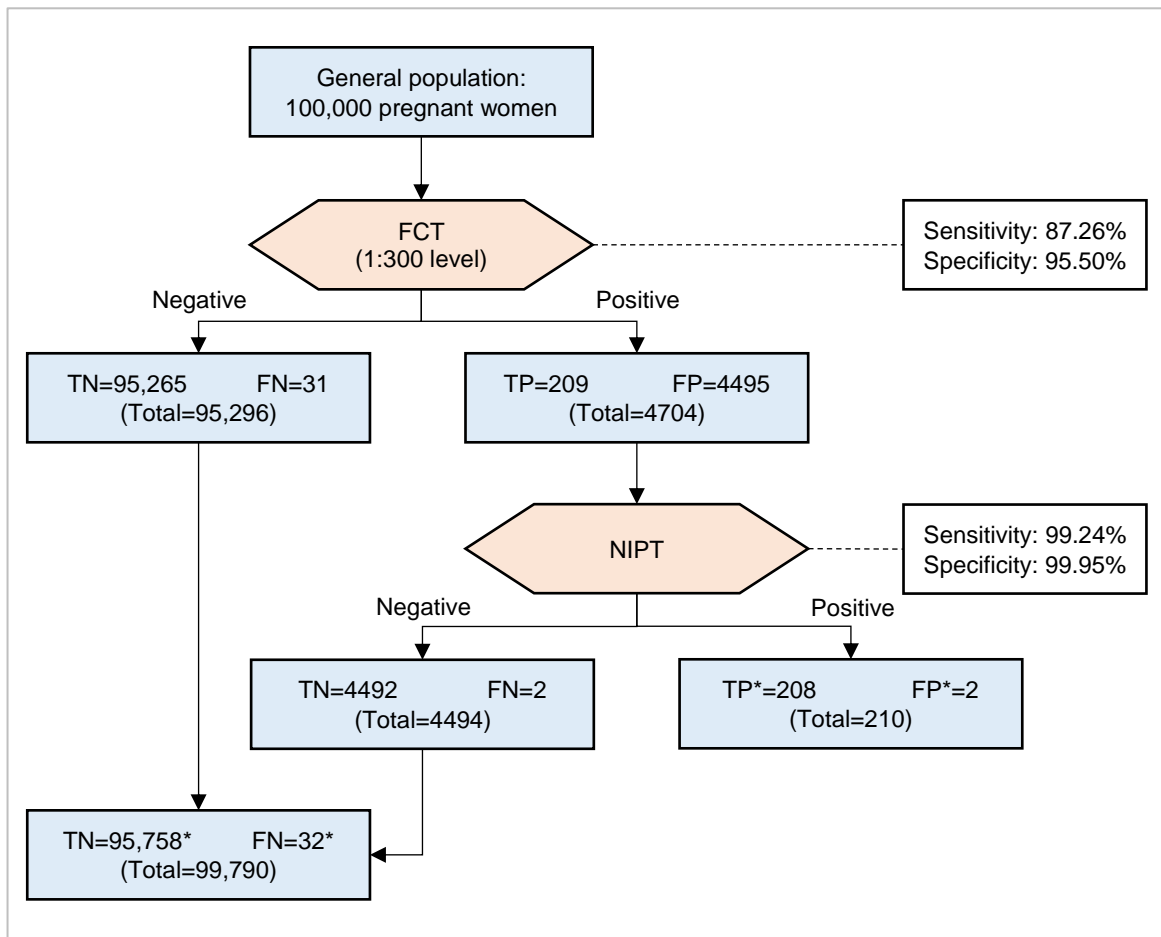 General population:
100,000 pregnant women
FCT
(1:300 level)
Sensitivity: 87.26%
Specificity: 95.50%
Negative
Positive
TN=95,265 FN=31
(Total=95,296)
TP=209 FP=4495
(Total=4704)
NIPT
Sensitivity: 99.24%
Specificity: 99.95%
Negative
Positive
TN=4492 FN=2
(Total=4494)
TP*=208 FP*=2
(Total=210)
TN=95,758* FN=32*
(Total=99,790)